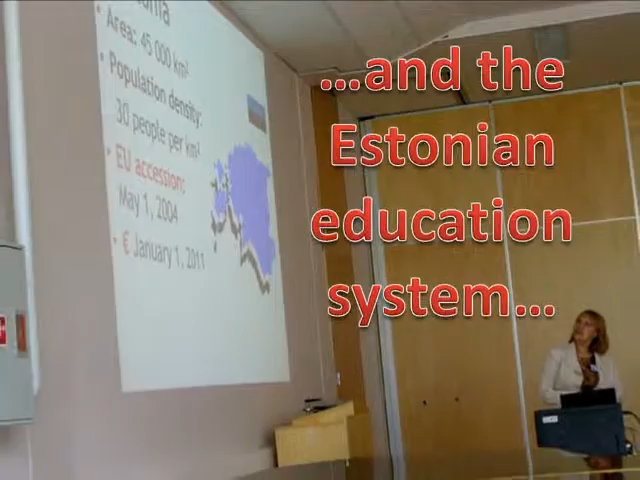 Area: 45 000 km²
Population density:
30 people per km²
EU accession:
May 1, 2004
€ January 1, 2011
...and the
Estonian
education
system...